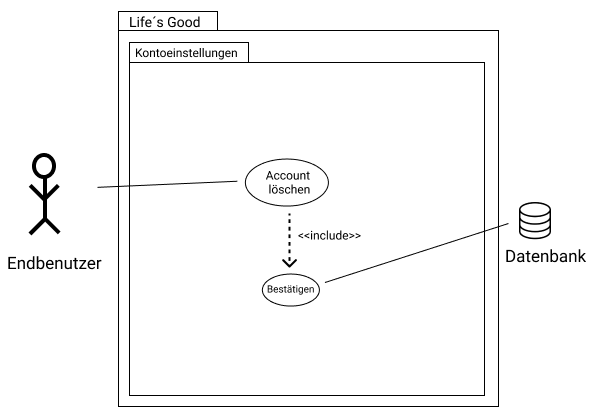 Life´s Good
Kontoeinstellungen
Account
löschen
<<include>>
Endbenutzer
Datenbank
Bestätigen